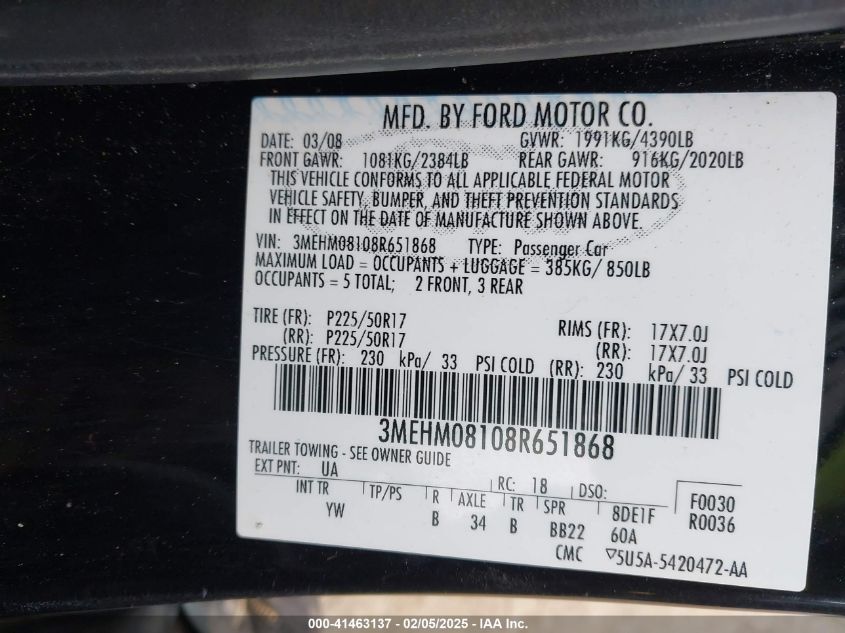 MFD. BY FORD MOTOR CO.
DATE: 03/08 GVWR: 1991KG/4390LB
FRONT GAWR: 1081KG/2384LB REAR GAWR: 916KG/2020LB
THIS VEHICLE CONFORMS TO ALL APPLICABLE FEDERAL MOTOR
VEHICLE SAFETY, BUMPER, AND THEFT PREVENTION STANDARDS
IN EFFECT ON THE DATE OF MANUFACTURE SHOWN ABOVE.
VIN: 3MEHM08108R651868 TYPE: Passenger Car
MAXIMUM LOAD = OCCUPANTS + LUGGAGE = 385KG/ 850LB
OCCUPANTS = 5 TOTAL; 2 FRONT, 3 REAR
TIRE (FR): P225/50R17 RIMS (FR): 17X7.0J
(RR): P225/50R17 (RR): 17X7.0J
PRESSURE (FR): 230 kPa/ 33 PSI COLD (RR): 230 kPa/ 33 PSI COLD
3MEHM08108R651868
TRAILER TOWING - SEE OWNER GUIDE
EXT PNT: UA RC: 18 DSO: F0030
INT TR TP/PS R AXLE TR SPR 8DE1F R0036
YW B 34 B BB22 60A
CMC ▽5U5A-5420472-AA
000-41463137 - 02/05/2025 - IAA Inc.